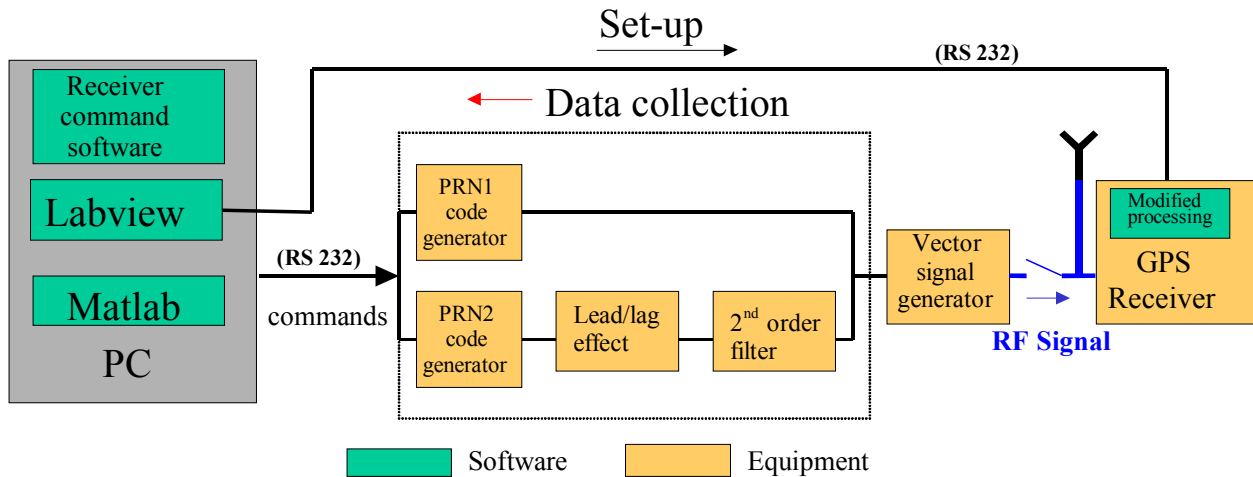 Set-up
(RS 232)
Data collection
Receiver
command
software
Labview
Matlab
PC
(RS 232)
commands
PRN1
code
generator
PRN2
code
generator
Lead/lag
effect
2nd order
filter
Vector
signal
generator
RF Signal
Modified
processing
GPS
Receiver
Software
Equipment